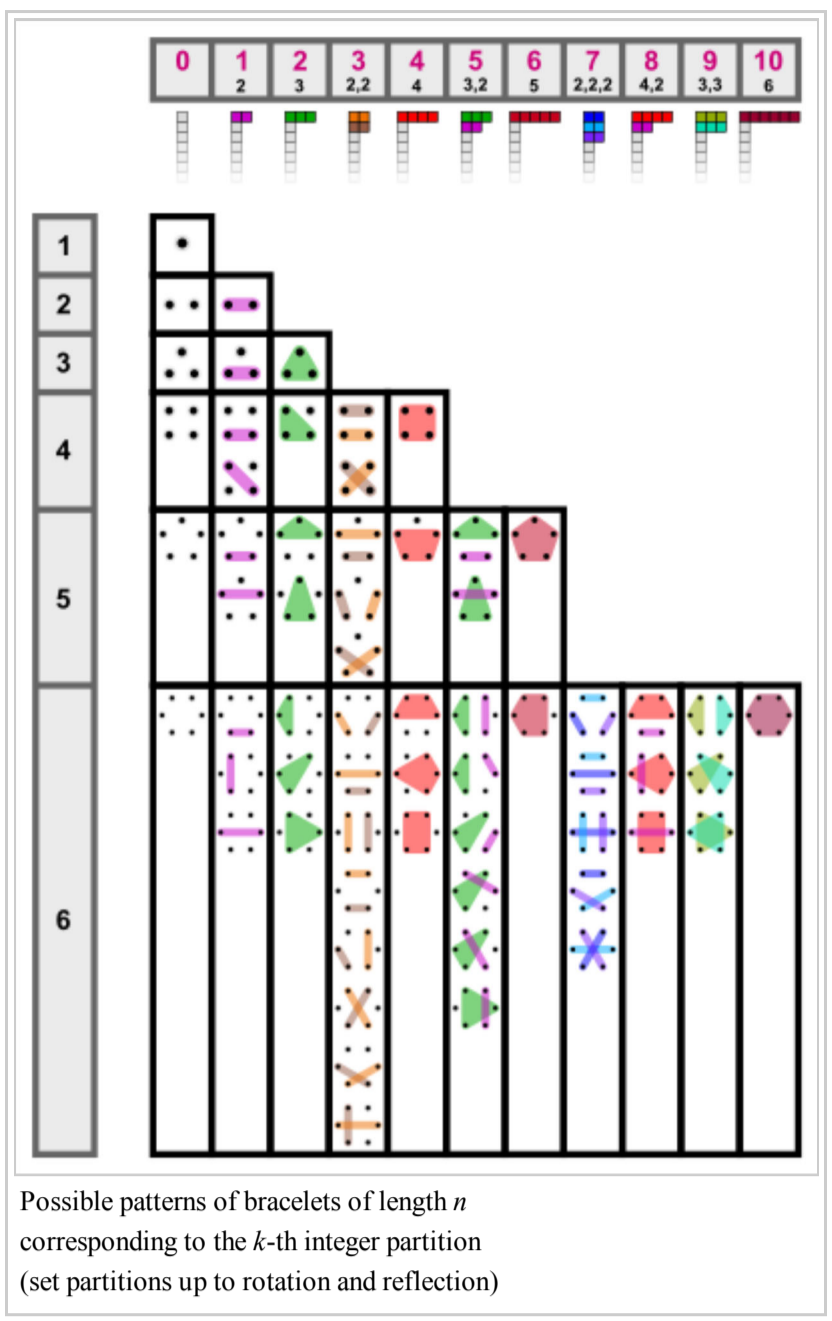 0 1 2 3 4 5 6 7 8 9 10
2 3 2,2 4 3,2 5 2,2,2 4,2 3,3 6
1
2
3
4
5
6
Possible patterns of bracelets of length n
corresponding to the k-th integer partition
(set partitions up to rotation and reflection)